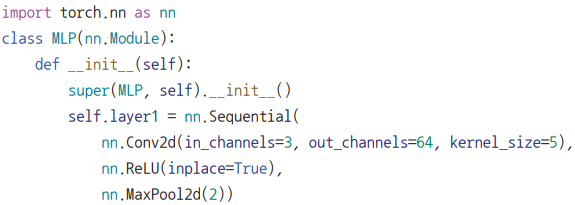 import torch.nn as nn
class MLP(nn.Module):
    def __init__(self):
        super(MLP, self).__init__()
        self.layer1 = nn.Sequential(
            nn.Conv2d(in_channels=3, out_channels=64, kernel_size=5),
            nn.ReLU(inplace=True),
            nn.MaxPool2d(2))